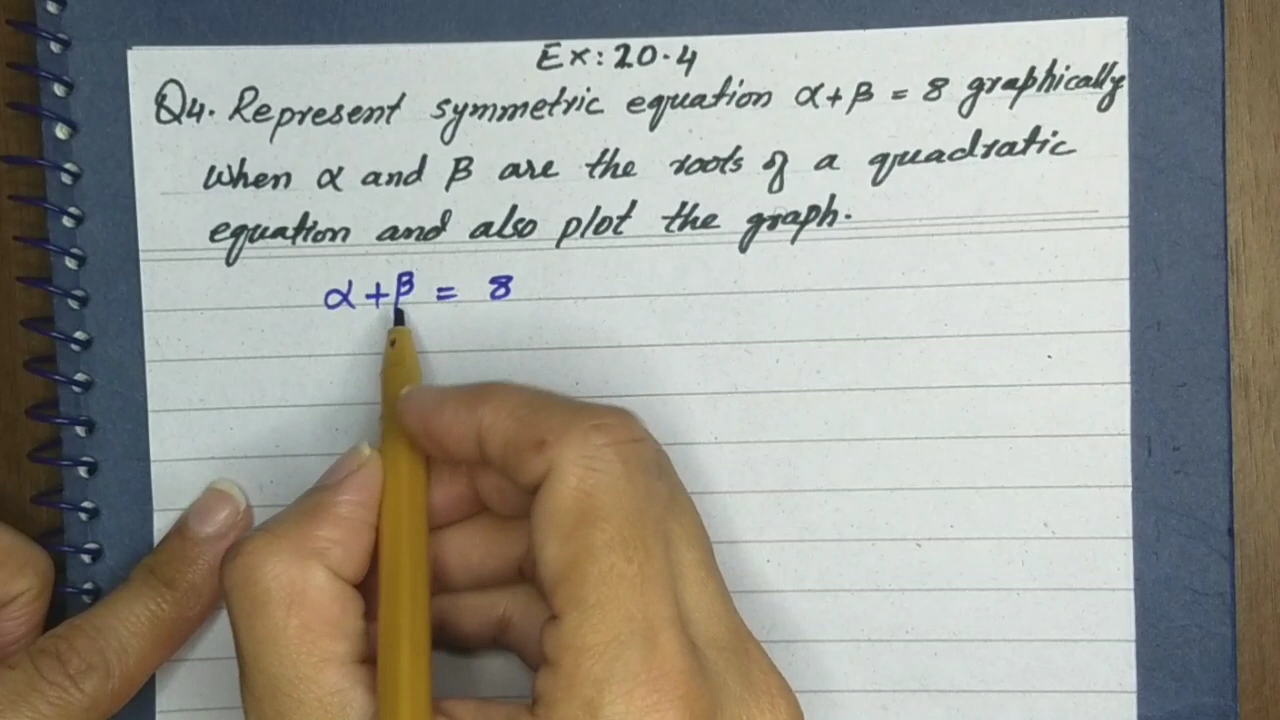 Ex: 20.4
Q4. Represent symmetric equation α+β = 8 graphically
when α and β are the roots of a quadratic
equation and also plot the graph.
α+β = 8